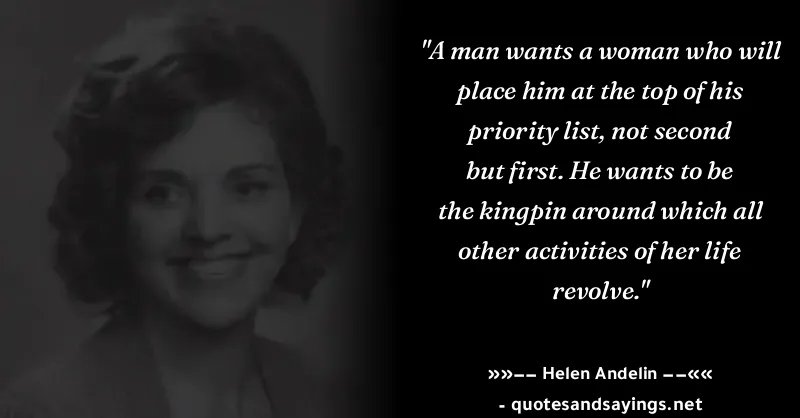 "A man wants a woman who will
place him at the top of his
priority list, not second
but first. He wants to be
the kingpin around which all
other activities of her life
revolve."
»»–– Helen Andelin ––««
- quotesandsayings.net